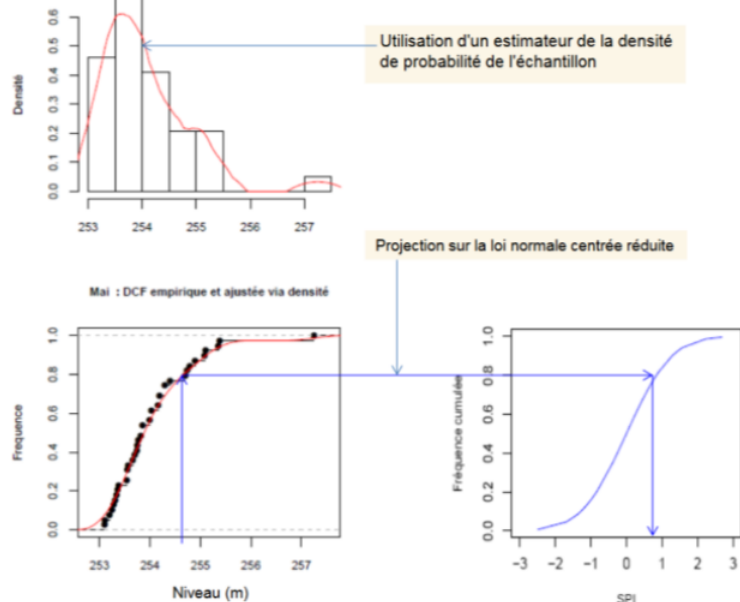 0.0 0.1 0.2 0.3 0.4 0.5 0.6
Densité
253 254 255 256 257
Utilisation d'un estimateur de la densité
de probabilité de l'échantillon
Projection sur la loi normale centrée réduite
Mai : DCF empirique et ajustée via densité
0.0 0.2 0.4 0.6 0.8 1.0
Frequence
253 254 255 256 257
Niveau (m)
0.0 0.2 0.4 0.6 0.8 1.0
Fréquence cumulée
-3 -2 -1 0 1 2 3